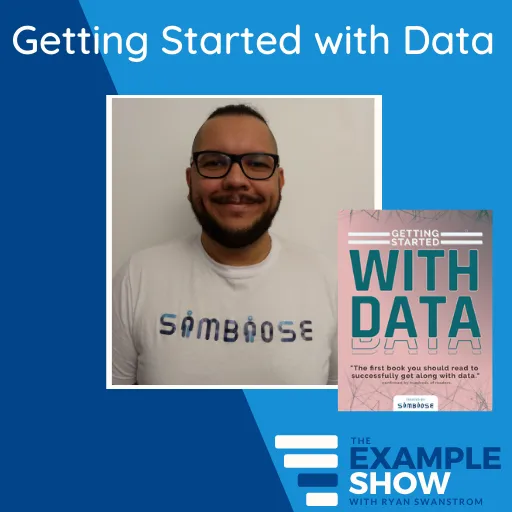 Getting Started with Data
SIMBIOSE
GETTING
STARTED
WITH
DATA
DATA
"The first book you should read to
successfully get along with data."
SIMBIOSE
THE
EXAMPLE
SHOW
WITH RYAN SWANSTROM